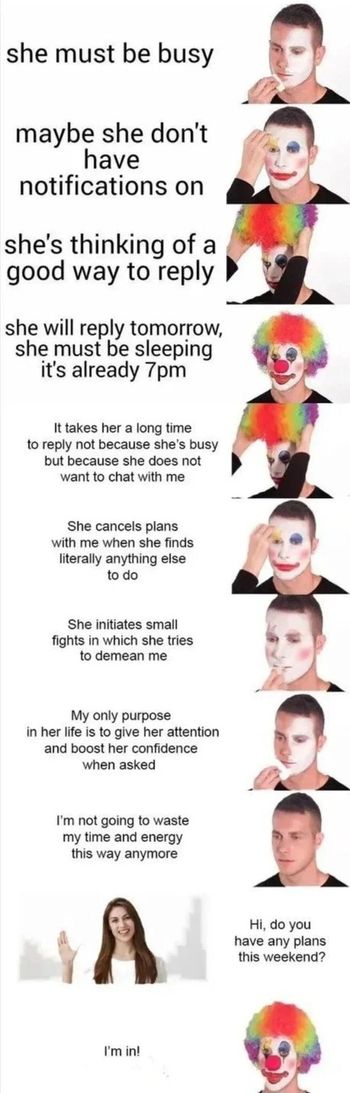 she must be busy
maybe she don't
have
notifications on
she's thinking of a
good way to reply
she will reply tomorrow,
she must be sleeping
it's already 7pm
It takes her a long time
to reply not because she's busy
but because she does not
want to chat with me
She cancels plans
with me when she finds
literally anything else
to do
She initiates small
fights in which she tries
to demean me
My only purpose
in her life is to give her attention
and boost her confidence
when asked
I'm not going to waste
my time and energy
this way anymore
Hi, do you
have any plans
this weekend?
I'm in!